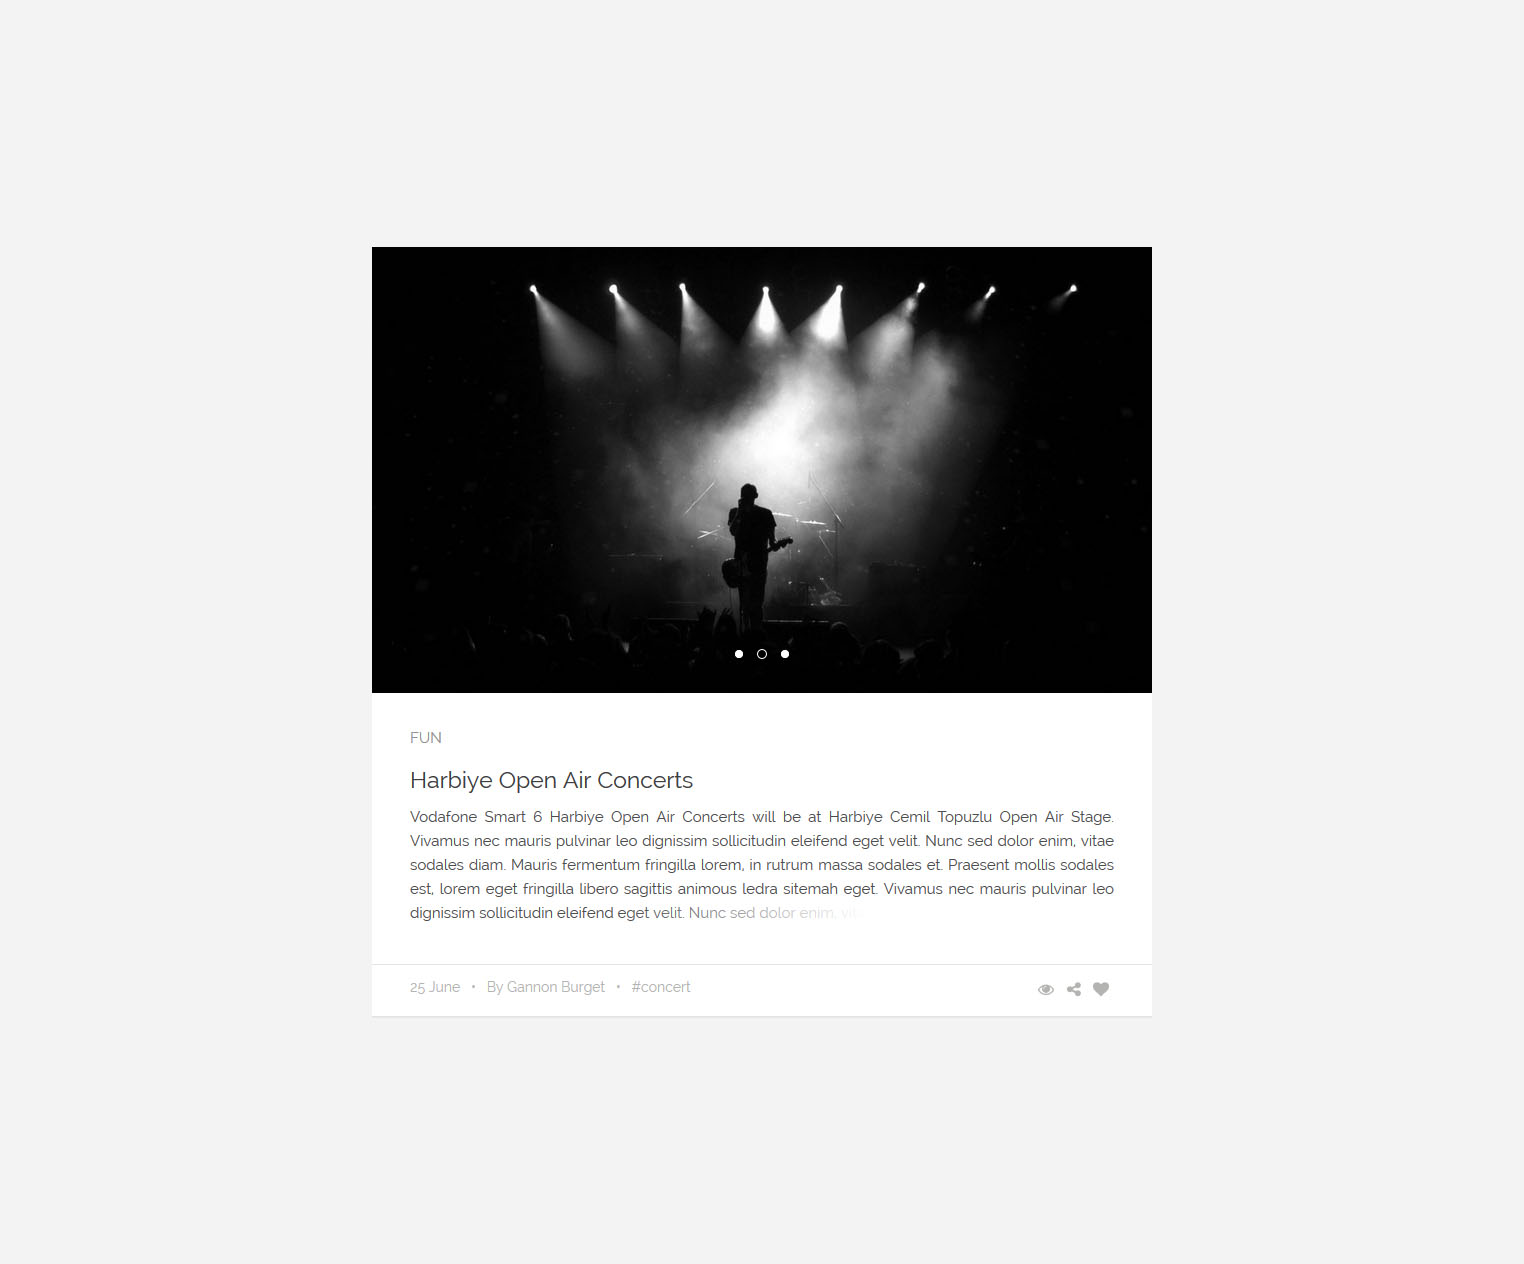 FUN
Harbiye Open Air Concerts
Vodafone Smart 6 Harbiye Open Air Concerts will be at Harbiye Cemil Topuzlu Open Air Stage.
Vivamus nec mauris pulvinar leo dignissim sollicitudin eleifend eget velit. Nunc sed dolor enim, vitae
sodales diam. Mauris fermentum fringilla lorem, in rutrum massa sodales et. Praesent mollis sodales
est, lorem eget fringilla libero sagittis animous ledra sitemah eget. Vivamus nec mauris pulvinar leo
dignissim sollicitudin eleifend eget velit. Nunc sed dolor enim,
25 June • By Gannon Burget • #concert